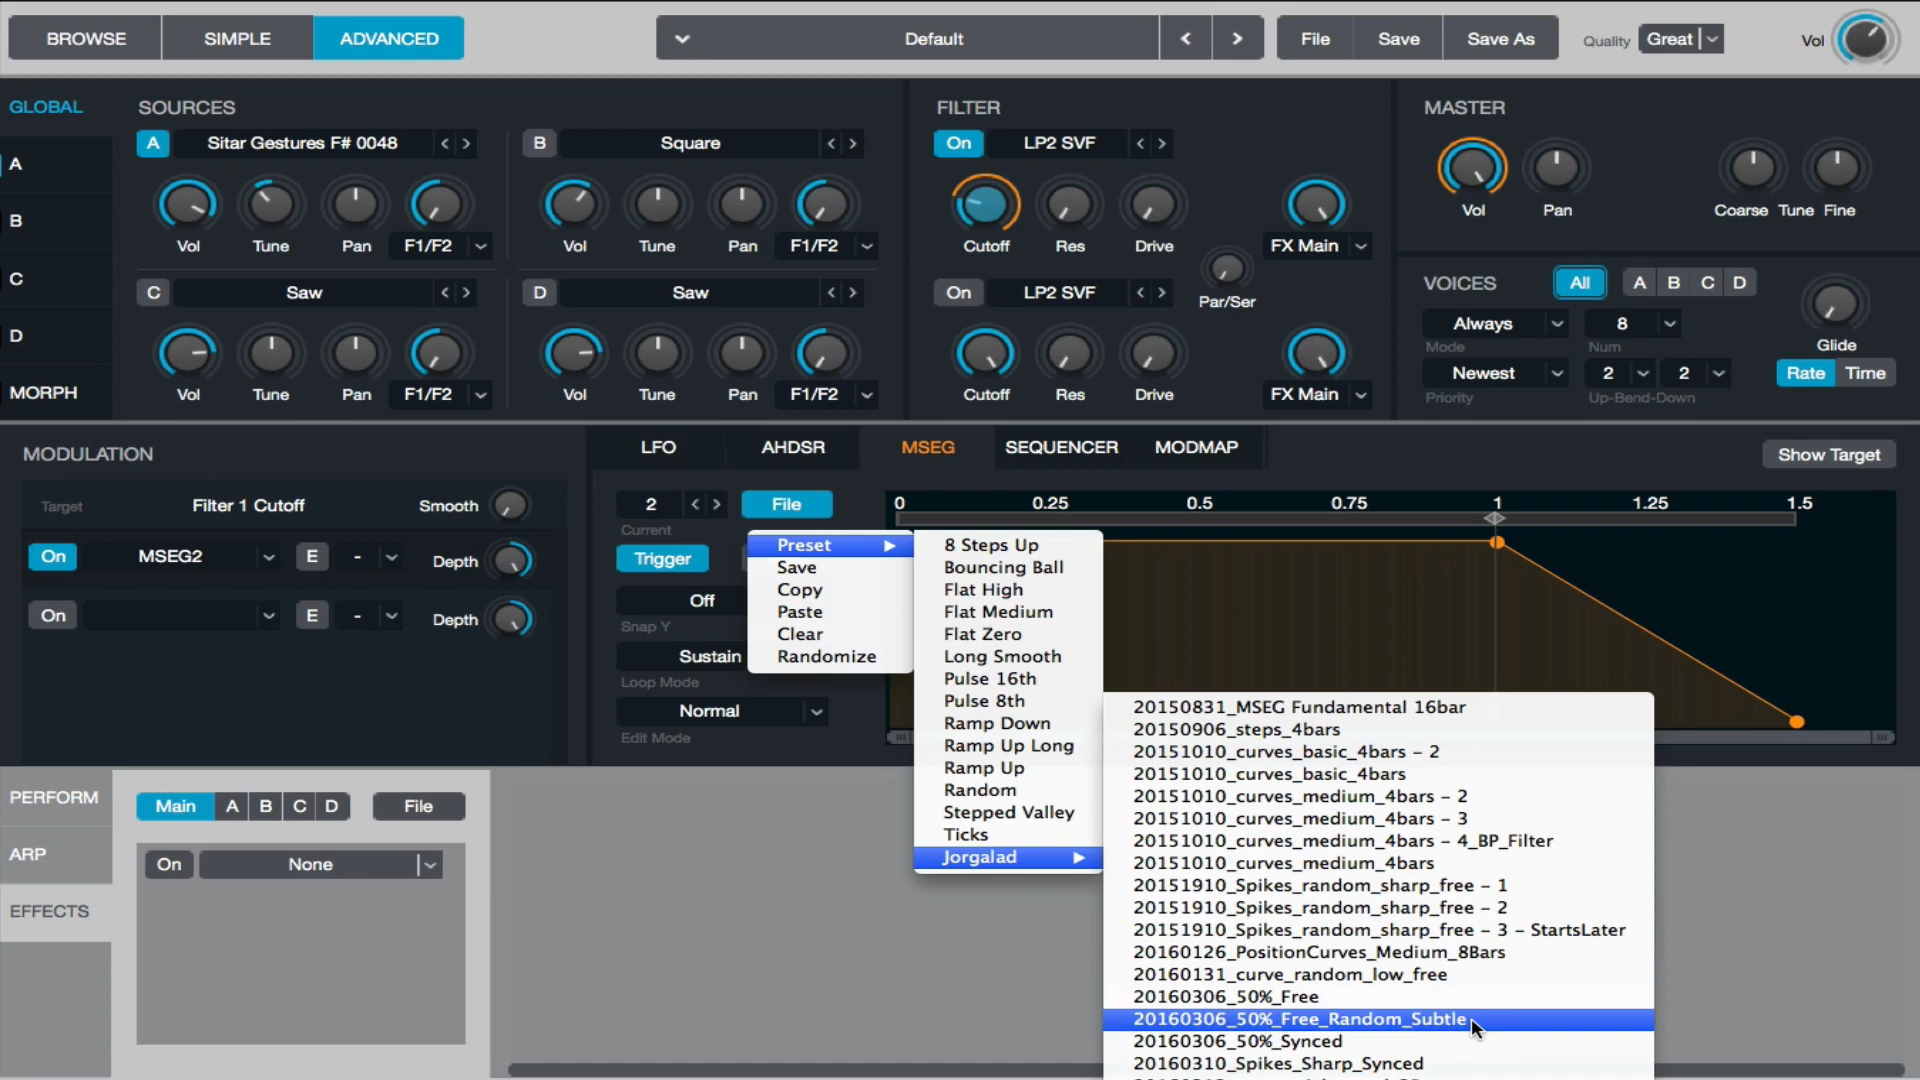 BROWSE SIMPLE ADVANCED Default < > File Save Save As Quality Great Vol
GLOBAL SOURCES FILTER MASTER
A Sitar Gestures F# 0048 < > B Square < > On LP2 SVF < >
A
B
C
D
MORPH
Vol Tune Pan F1/F2 Vol Tune Pan F1/F2 Cutoff Res Drive FX Main Vol Pan Coarse Tune Fine
C Saw < > D Saw < > On LP2 SVF < > Par/Ser
VOICES All A B C D
Always 8
Mode Num Glide
Newest 2 2 Rate Time
Priority Up-Bend-Down
Vol Tune Pan F1/F2 Vol Tune Pan F1/F2 Cutoff Res Drive FX Main
MODULATION LFO AHDSR MSEG SEQUENCER MODMAP Show Target
Target Filter 1 Cutoff Smooth
On MSEG2 E - Depth
On E - Depth
2 < > File
Current
Trigger
Off
Snap Y
Sustain
Loop Mode
Normal
Edit Mode
0 0.25 0.5 0.75 1 1.25 1.5
Preset
Save
Copy
Paste
Clear
Randomize
8 Steps Up
Bouncing Ball
Flat High
Flat Medium
Flat Zero
Long Smooth
Pulse 16th
Pulse 8th
Ramp Down
Ramp Up Long
Ramp Up
Random
Stepped Valley
Ticks
Jorgalad
20150831_MSEG Fundamental 16bar
20150906_steps_4bars
20151010_curves_basic_4bars - 2
20151010_curves_basic_4bars
20151010_curves_medium_4bars - 2
20151010_curves_medium_4bars - 3
20151010_curves_medium_4bars - 4_BP_Filter
20151010_curves_medium_4bars
20151910_Spikes_random_sharp_free - 1
20151910_Spikes_random_sharp_free - 2
20151910_Spikes_random_sharp_free - 3 - StartsLater
20160126_PositionCurves_Medium_8Bars
20160131_curve_random_low_free
20160306_50%_Free
20160306_50%_Free_Random_Subtle
20160306_50%_Synced
20160310_Spikes_Sharp_Synced
PERFORM Main A B C D File
ARP On None
EFFECTS